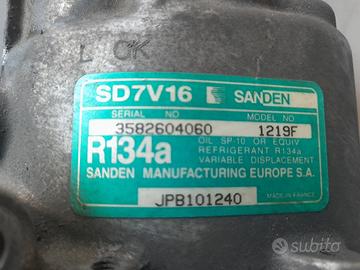 L OK
SD7V16 SANDEN
SERIAL NO MODEL NO
3582604060 1219F
R134a
OIL SP-10 OR EQUIV
REFRIGERANT R134a
VARIABLE DISPLACEMENT
SANDEN MANUFACTURING EUROPE S.A.
JPB101240
MADE IN FRANCE
subito